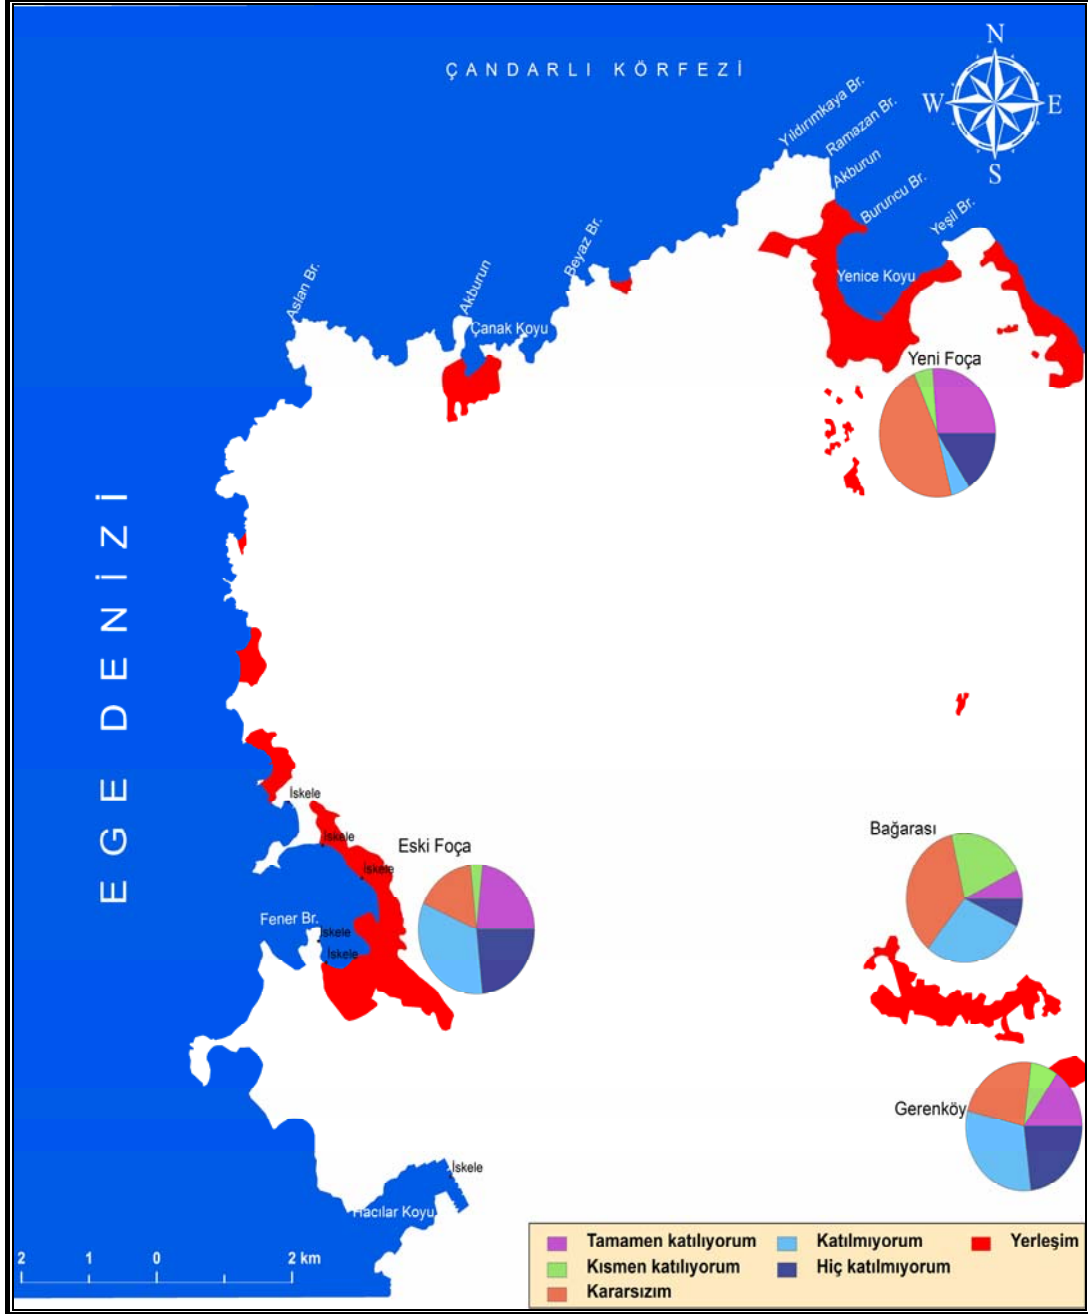 ÇANDARLI KÖRFEZİ
N
W
E
S
Yıldırımkaya Br.
Ramazan Br.
Akburun
Buruncu Br.
Yeşil Br.
Yenice Koyu
Beyaz Br.
Aslan Br.
Akburun
Çanak Koyu
Yeni Foça
EGE DENİZİ
İskele
İskele
Eski Foça
İskele
Bağarası
Fener Br.
İskele
İskele
Gerenköy
İskele
Hacılar Koyu
2 1 0 2 km
Tamamen katılıyorum
Katılmıyorum
Yerleşim
Kısmen katılıyorum
Hiç katılmıyorum
Kararsızım